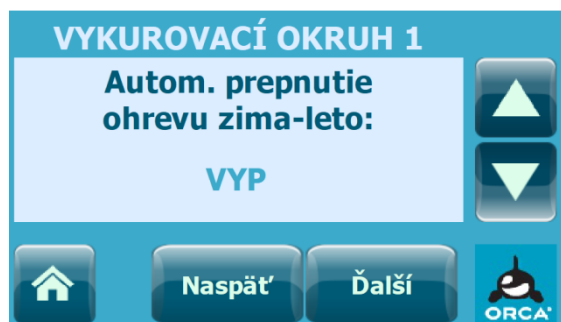 VYKUROVACÍ OKRUH 1
Autom. prepnutie
ohrevu zima-leto:
VYP
Naspäť
Ďalší
ORCA